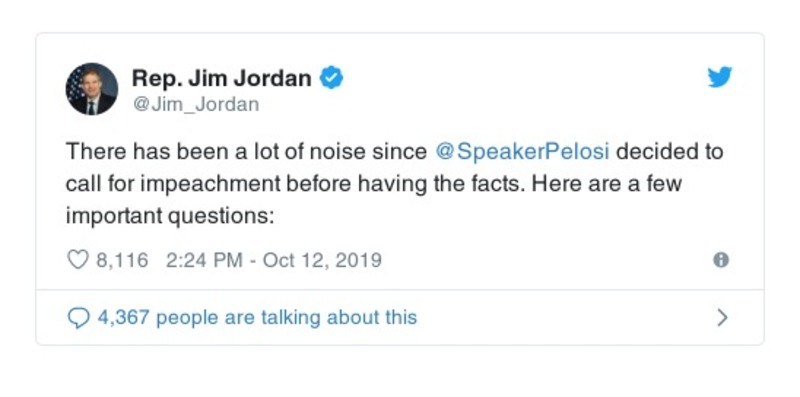 Rep. Jim Jordan
@Jim_Jordan
There has been a lot of noise since @SpeakerPelosi decided to
call for impeachment before having the facts. Here are a few
important questions:
8,116 2:24 PM - Oct 12, 2019
4,367 people are talking about this